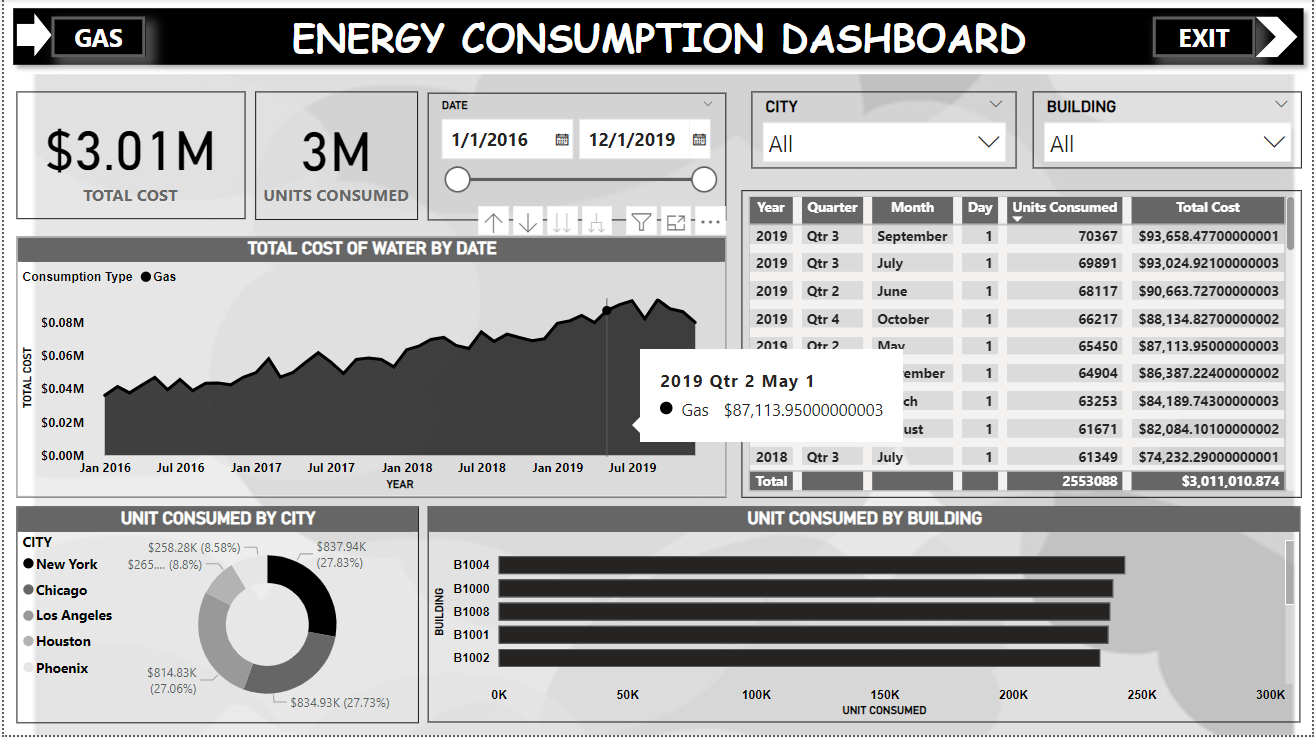 GAS
ENERGY CONSUMPTION DASHBOARD
EXIT
$3.01M
TOTAL COST
3M
UNITS CONSUMED
DATE
1/1/2016
12/1/2019
CITY
All
BUILDING
All
TOTAL COST OF WATER BY DATE
Consumption Type Gas
$0.08M
$0.06M
$0.04M
$0.02M
$0.00M
TOTAL COST
Jan 2016 Jul 2016 Jan 2017 Jul 2017 Jan 2018 Jul 2018 Jan 2019 Jul 2019
YEAR
2019 Qtr 2 May 1
Gas $87,113.95000000003
Year Quarter Month Day Units Consumed Total Cost
2019 Qtr 3 September 1 70367 $93,658.47700000001
2019 Qtr 3 July 1 69891 $93,024.92100000003
2019 Qtr 2 June 1 68117 $90,663.72700000003
2019 Qtr 4 October 1 66217 $88,134.82700000002
2019 Qtr 2 May 1 65450 $87,113.95000000003
ember 1 64904 $86,387.22400000002
ch 1 63253 $84,189.74300000003
ust 1 61671 $82,084.10100000002
2018 Qtr 3 July 1 61349 $74,232.29000000001
Total 2553088 $3,011,010.874
UNIT CONSUMED BY CITY
CITY
New York
Chicago
Los Angeles
Houston
Phoenix
$258.28K (8.58%)
$265.... (8.8%)
$837.94K
(27.83%)
$814.83K
(27.06%)
$834.93K (27.73%)
UNIT CONSUMED BY BUILDING
BUILDING
B1004
B1000
B1008
B1001
B1002
0K 50K 100K 150K 200K 250K 300K
UNIT CONSUMED